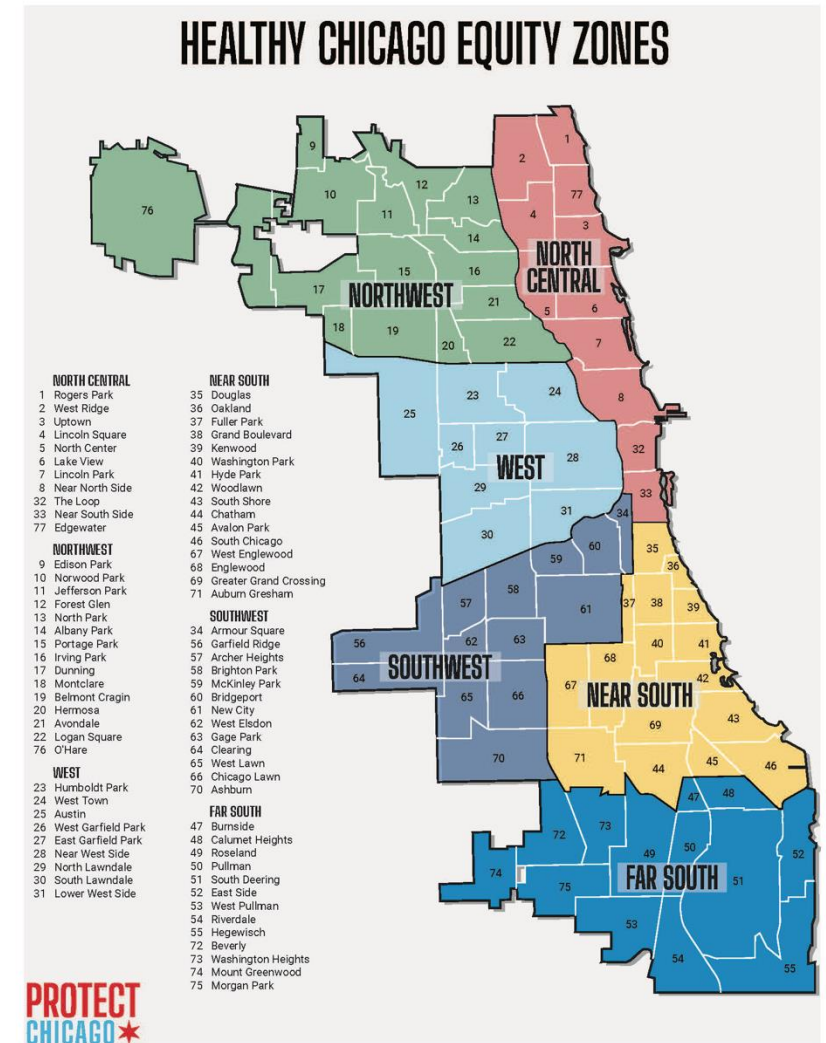 HEALTHY CHICAGO EQUITY ZONES
9
1
2
12
10
77
13
76
11
4
3
14
NORTH
CENTRAL
15
16
17
NORTHWEST
21
5
6
18
19
20
22
7
25
23
24
8
26
27
32
WEST
28
29
33
31
34
30
60
35
59
36
58
57
61
37
38
39
56
62
63
40
41
64
SOUTHWEST
68
42
65
66
67
NEAR SOUTH
43
69
70
71
44
45
46
47
48
72
73
49
50
52
74
75
FAR SOUTH
51
53
54
55
NORTH CENTRAL
1 Rogers Park
2 West Ridge
3 Uptown
4 Lincoln Square
5 North Center
6 Lake View
7 Lincoln Park
8 Near North Side
32 The Loop
33 Near South Side
77 Edgewater
NORTHWEST
9 Edison Park
10 Norwood Park
11 Jefferson Park
12 Forest Glen
13 North Park
14 Albany Park
15 Portage Park
16 Irving Park
17 Dunning
18 Montclare
19 Belmont Cragin
20 Hermosa
21 Avondale
22 Logan Square
76 O'Hare
WEST
23 Humboldt Park
24 West Town
25 Austin
26 West Garfield Park
27 East Garfield Park
28 Near West Side
29 North Lawndale
30 South Lawndale
31 Lower West Side
NEAR SOUTH
35 Douglas
36 Oakland
37 Fuller Park
38 Grand Boulevard
39 Kenwood
40 Washington Park
41 Hyde Park
42 Woodlawn
43 South Shore
44 Chatham
45 Avalon Park
46 South Chicago
67 West Englewood
68 Englewood
69 Greater Grand Crossing
71 Auburn Gresham
SOUTHWEST
34 Armour Square
56 Garfield Ridge
57 Archer Heights
58 Brighton Park
59 McKinley Park
60 Bridgeport
61 New City
62 West Elsdon
63 Gage Park
64 Clearing
65 West Lawn
66 Chicago Lawn
70 Ashburn
FAR SOUTH
47 Burnside
48 Calumet Heights
49 Roseland
50 Pullman
51 South Deering
52 East Side
53 West Pullman
54 Riverdale
55 Hegewisch
72 Beverly
73 Washington Heights
74 Mount Greenwood
75 Morgan Park
PROTECT
CHICAGO